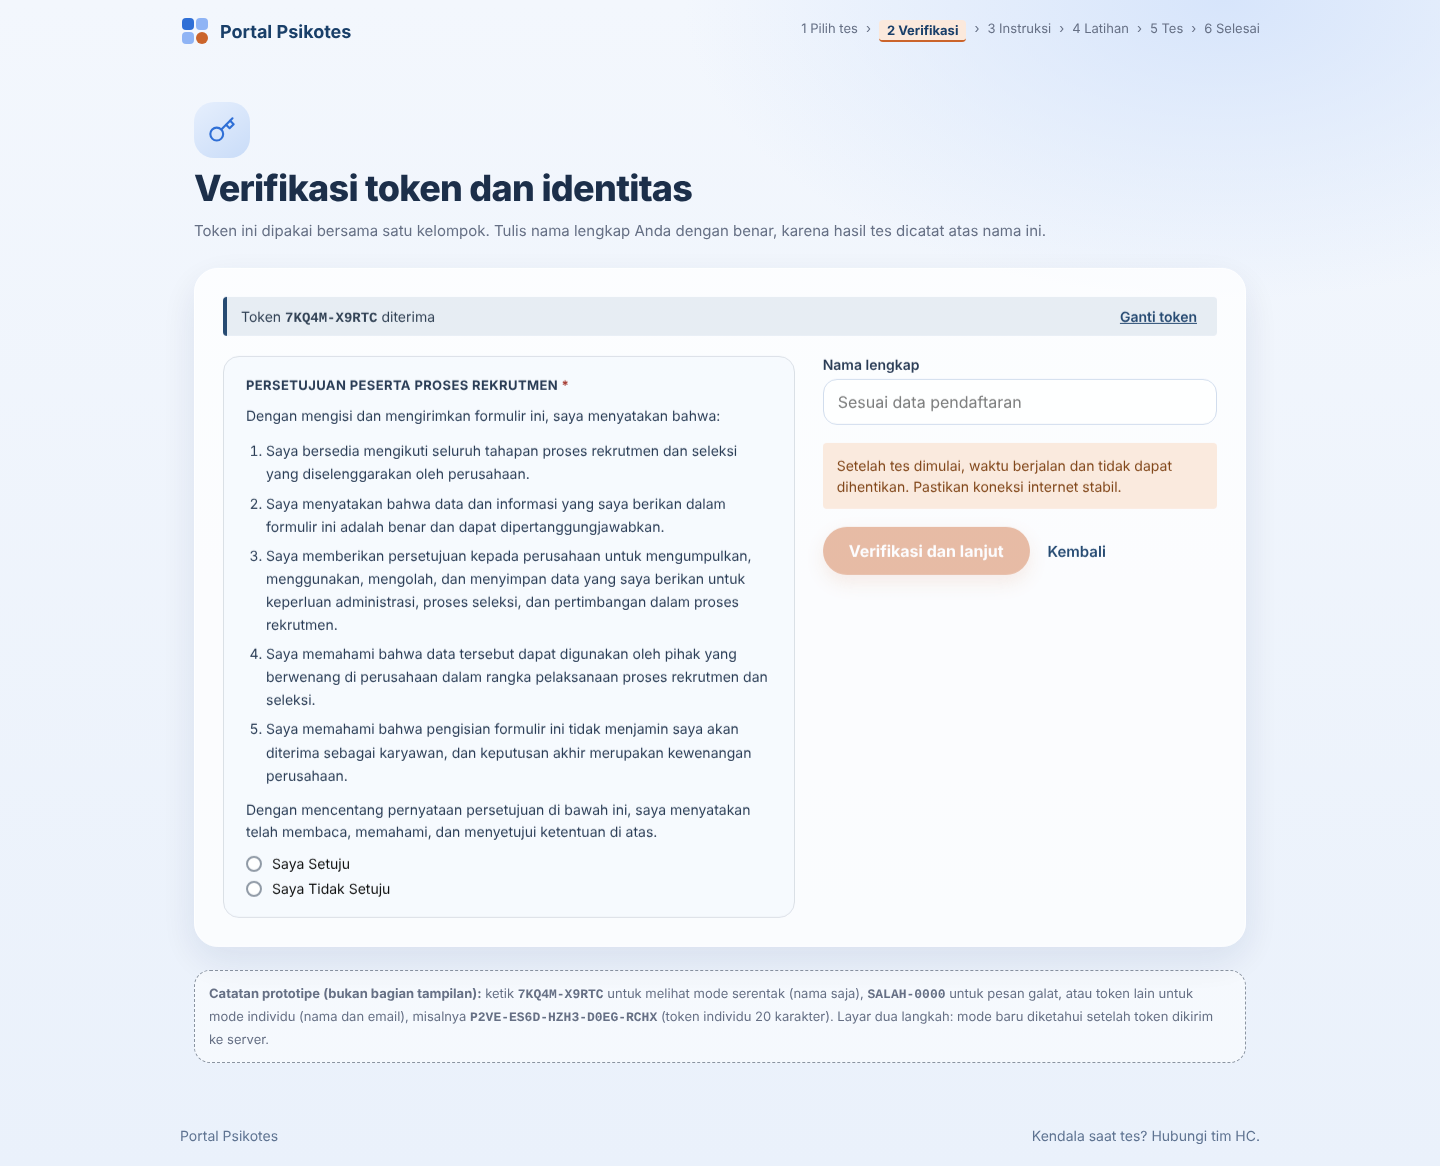 Portal Psikotes
1 Pilih tes › 2 Verifikasi › 3 Instruksi › 4 Latihan › 5 Tes › 6 Selesai
Verifikasi token dan identitas
Token ini dipakai bersama satu kelompok. Tulis nama lengkap Anda dengan benar, karena hasil tes dicatat atas nama ini.
Token 7KQ4M-X9RTC diterima
Ganti token
PERSETUJUAN PESERTA PROSES REKRUTMEN *
Dengan mengisi dan mengirimkan formulir ini, saya menyatakan bahwa:
1. Saya bersedia mengikuti seluruh tahapan proses rekrutmen dan seleksi
yang diselenggarakan oleh perusahaan.
2. Saya menyatakan bahwa data dan informasi yang saya berikan dalam
formulir ini adalah benar dan dapat dipertanggungjawabkan.
3. Saya memberikan persetujuan kepada perusahaan untuk mengumpulkan,
menggunakan, mengolah, dan menyimpan data yang saya berikan untuk
keperluan administrasi, proses seleksi, dan pertimbangan dalam proses
rekrutmen.
4. Saya memahami bahwa data tersebut dapat digunakan oleh pihak yang
berwenang di perusahaan dalam rangka pelaksanaan proses rekrutmen dan
seleksi.
5. Saya memahami bahwa pengisian formulir ini tidak menjamin saya akan
diterima sebagai karyawan, dan keputusan akhir merupakan kewenangan
perusahaan.
Dengan mencentang pernyataan persetujuan di bawah ini, saya menyatakan
telah membaca, memahami, dan menyetujui ketentuan di atas.
Saya Setuju
Saya Tidak Setuju
Nama lengkap
Sesuai data pendaftaran
Setelah tes dimulai, waktu berjalan dan tidak dapat
dihentikan. Pastikan koneksi internet stabil.
Verifikasi dan lanjut
Kembali
Catatan prototipe (bukan bagian tampilan): ketik 7KQ4M-X9RTC untuk melihat mode serentak (nama saja), SALAH-0000 untuk pesan galat, atau token lain untuk
mode individu (nama dan email), misalnya P2VE-ES6D-HZH3-D0EG-RCHX (token individu 20 karakter). Layar dua langkah: mode baru diketahui setelah token dikirim
ke server.
Portal Psikotes
Kendala saat tes? Hubungi tim HC.